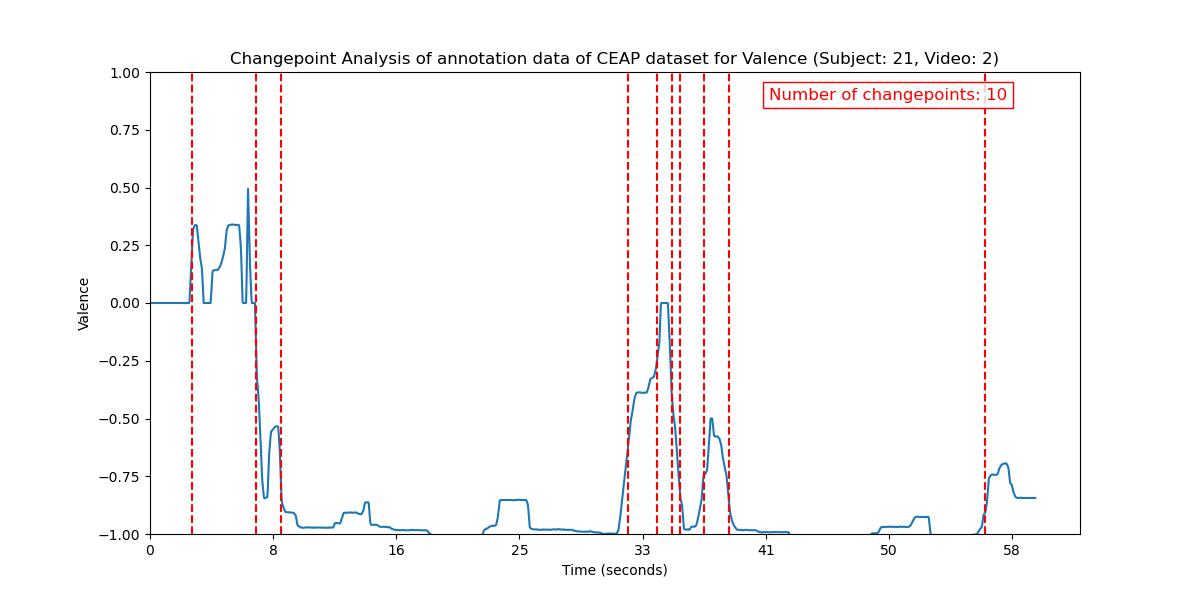 Changepoint Analysis of annotation data of CEAP dataset for Valence (Subject: 21, Video: 2)
Number of changepoints: 10
1.00
0.75
0.50
0.25
0.00
−0.25
−0.50
−0.75
−1.00
Valence
0 8 16 25 33 41 50 58
Time (seconds)